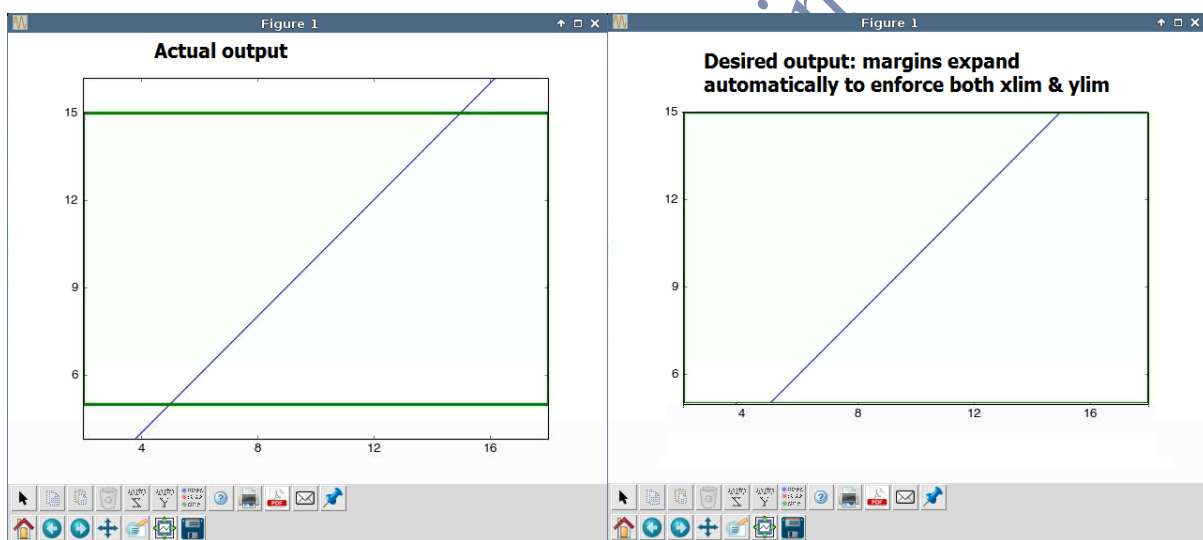 Figure 1
Actual output
15
12
9
6
4
8
12
16
Figure 1
Desired output: margins expand
automatically to enforce both xlim & ylim
15
12
9
6
4
8
12
16
X
Y
PDF